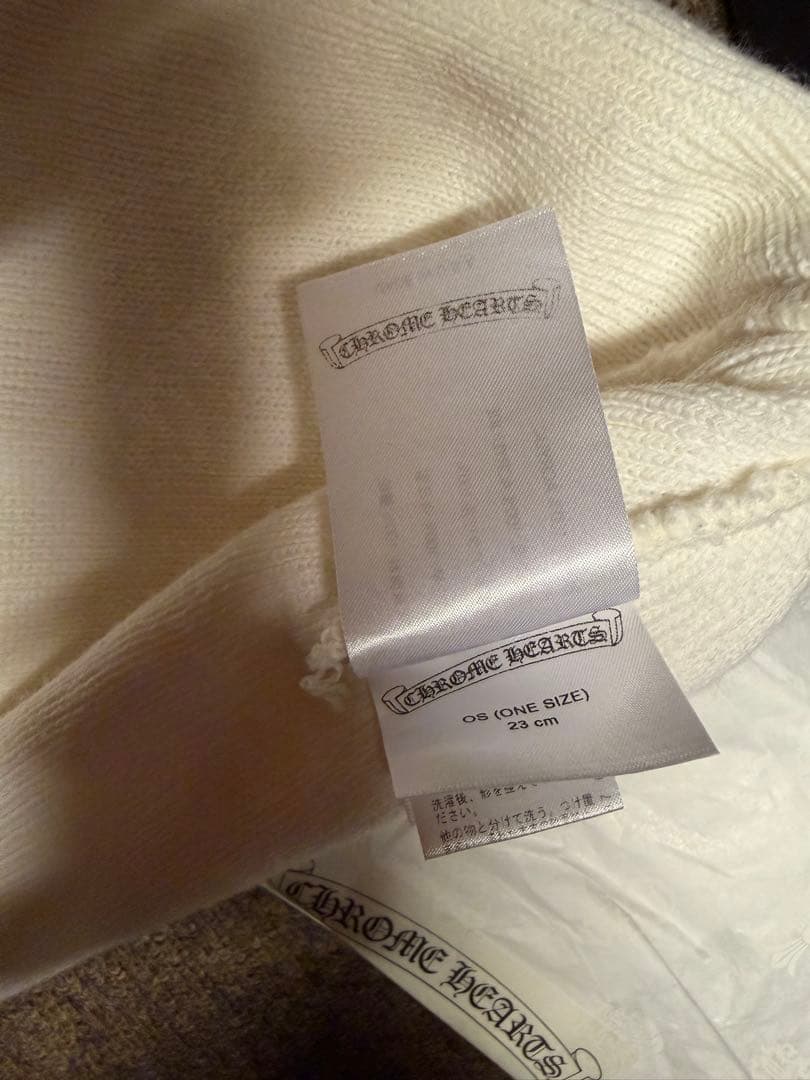 CHROME HEARTS
CHROME HEARTS
OS (ONE SIZE)
23 cm
洗濯後、形を整えて
ださい。
他の物と分けて洗う。つけ置
CHROME HEARTS